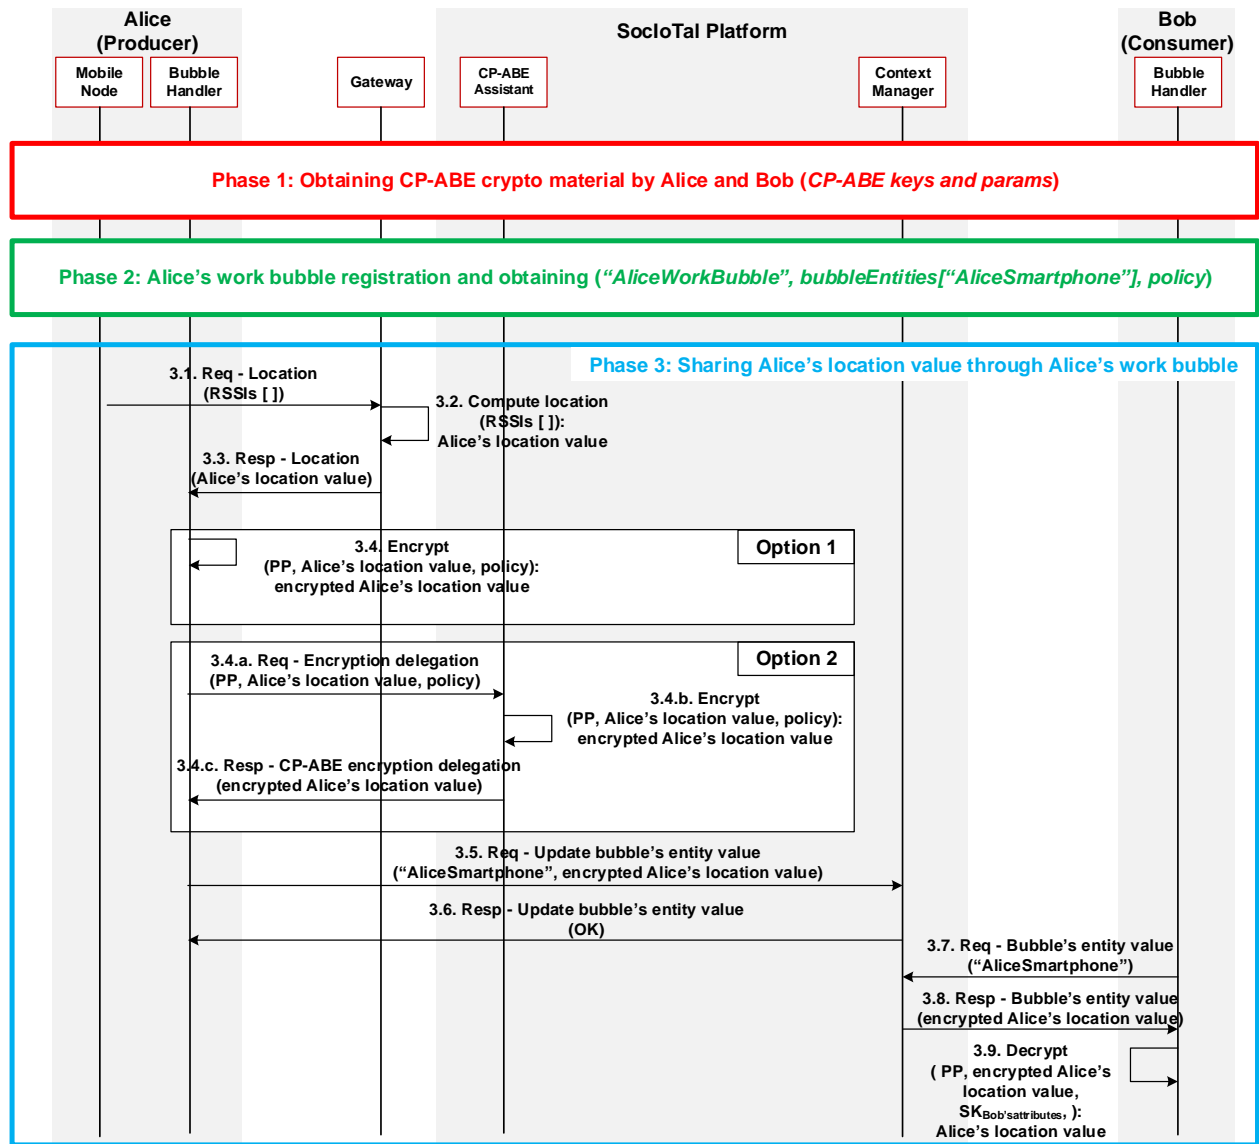 Alice
(Producer)
SocIoTal Platform
Bob
(Consumer)
Mobile
Node
Bubble
Handler
Gateway
CP-ABE
Assistant
Context
Manager
Bubble
Handler
Phase 1: Obtaining CP-ABE crypto material by Alice and Bob (CP-ABE keys and params)
Phase 2: Alice’s work bubble registration and obtaining (“AliceWorkBubble”, bubbleEntities[“AliceSmartphone”], policy)
Phase 3: Sharing Alice’s location value through Alice’s work bubble
3.1. Req - Location
(RSSIs [ ])
3.2. Compute location
(RSSIs [ ]):
Alice’s location value
3.3. Resp - Location
(Alice’s location value)
Option 1
3.4. Encrypt
(PP, Alice’s location value, policy):
encrypted Alice’s location value
Option 2
3.4.a. Req - Encryption delegation
(PP, Alice’s location value, policy)
3.4.b. Encrypt
(PP, Alice’s location value, policy):
encrypted Alice’s location value
3.4.c. Resp - CP-ABE encryption delegation
(encrypted Alice’s location value)
3.5. Req - Update bubble’s entity value
(“AliceSmartphone”, encrypted Alice’s location value)
3.6. Resp - Update bubble’s entity value
(OK)
3.7. Req - Bubble’s entity value
(“AliceSmartphone”)
3.8. Resp - Bubble’s entity value
(encrypted Alice’s location value)
3.9. Decrypt
( PP, encrypted Alice’s
location value,
SKBob’sattributes, ):
Alice’s location value